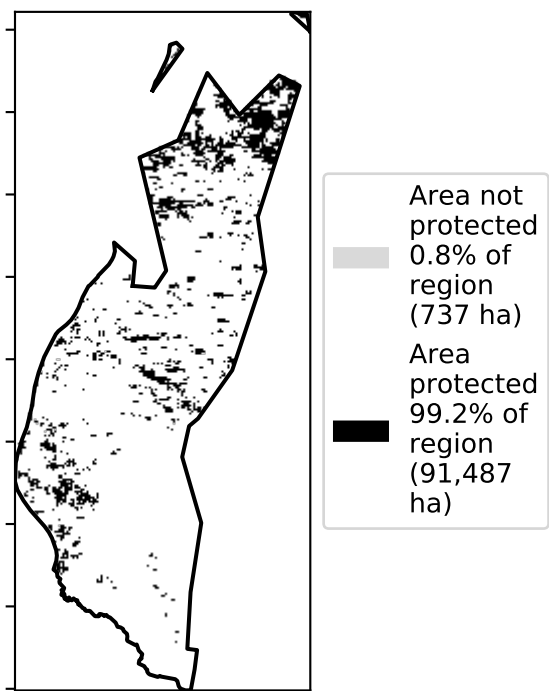 Area not
protected
0.8% of
region
(737 ha)
Area
protected
99.2% of
region
(91,487
ha)